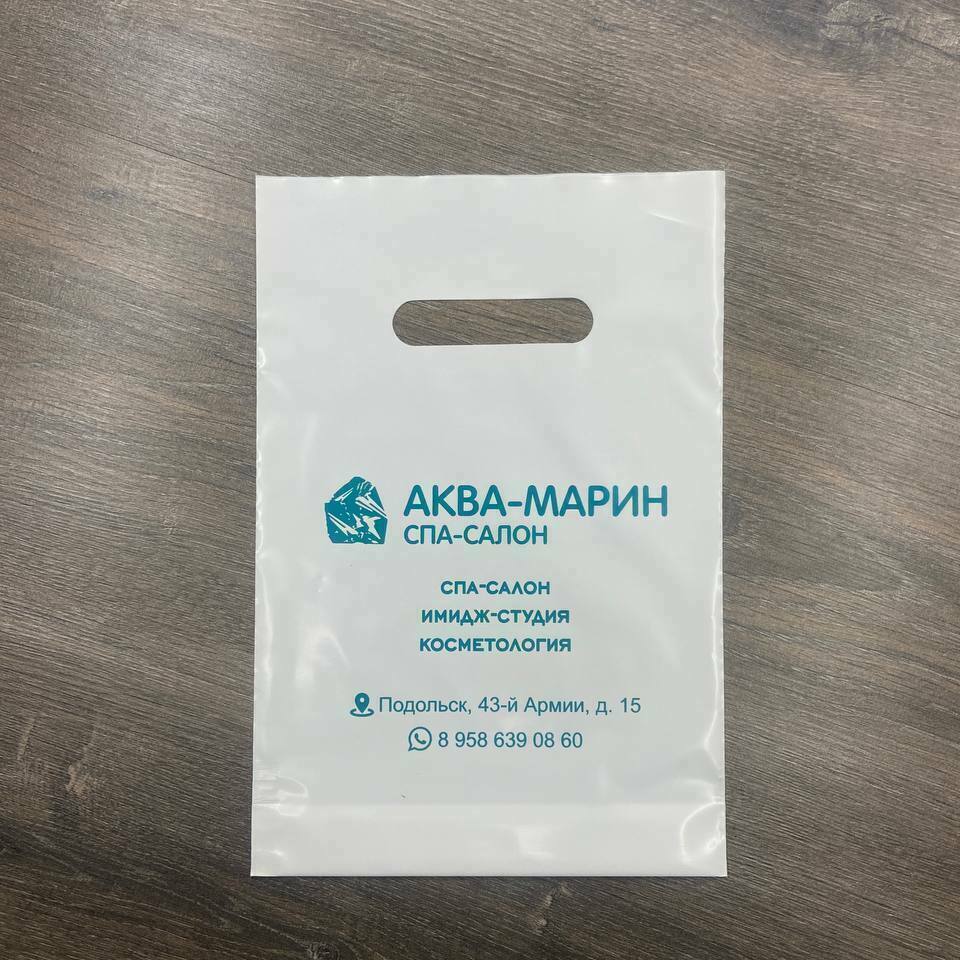 АКВА-МАРИН
СПА-САЛОН
СПА-САЛОН
ИМИДЖ-СТУДИЯ
КОСМЕТОЛОГИЯ
Подольск, 43-й Армии, д. 15
8 958 639 08 60